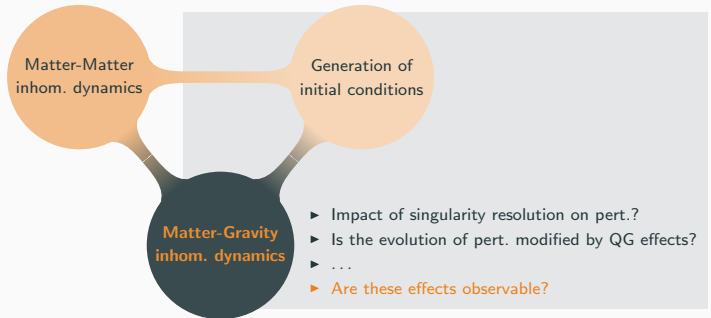 Matter-Matter
inhom. dynamics
Generation of
initial conditions
Matter-Gravity
inhom. dynamics
▶ Impact of singularity resolution on pert.?
▶ Is the evolution of pert. modified by QG effects?
▶ ...
▶ Are these effects observable?